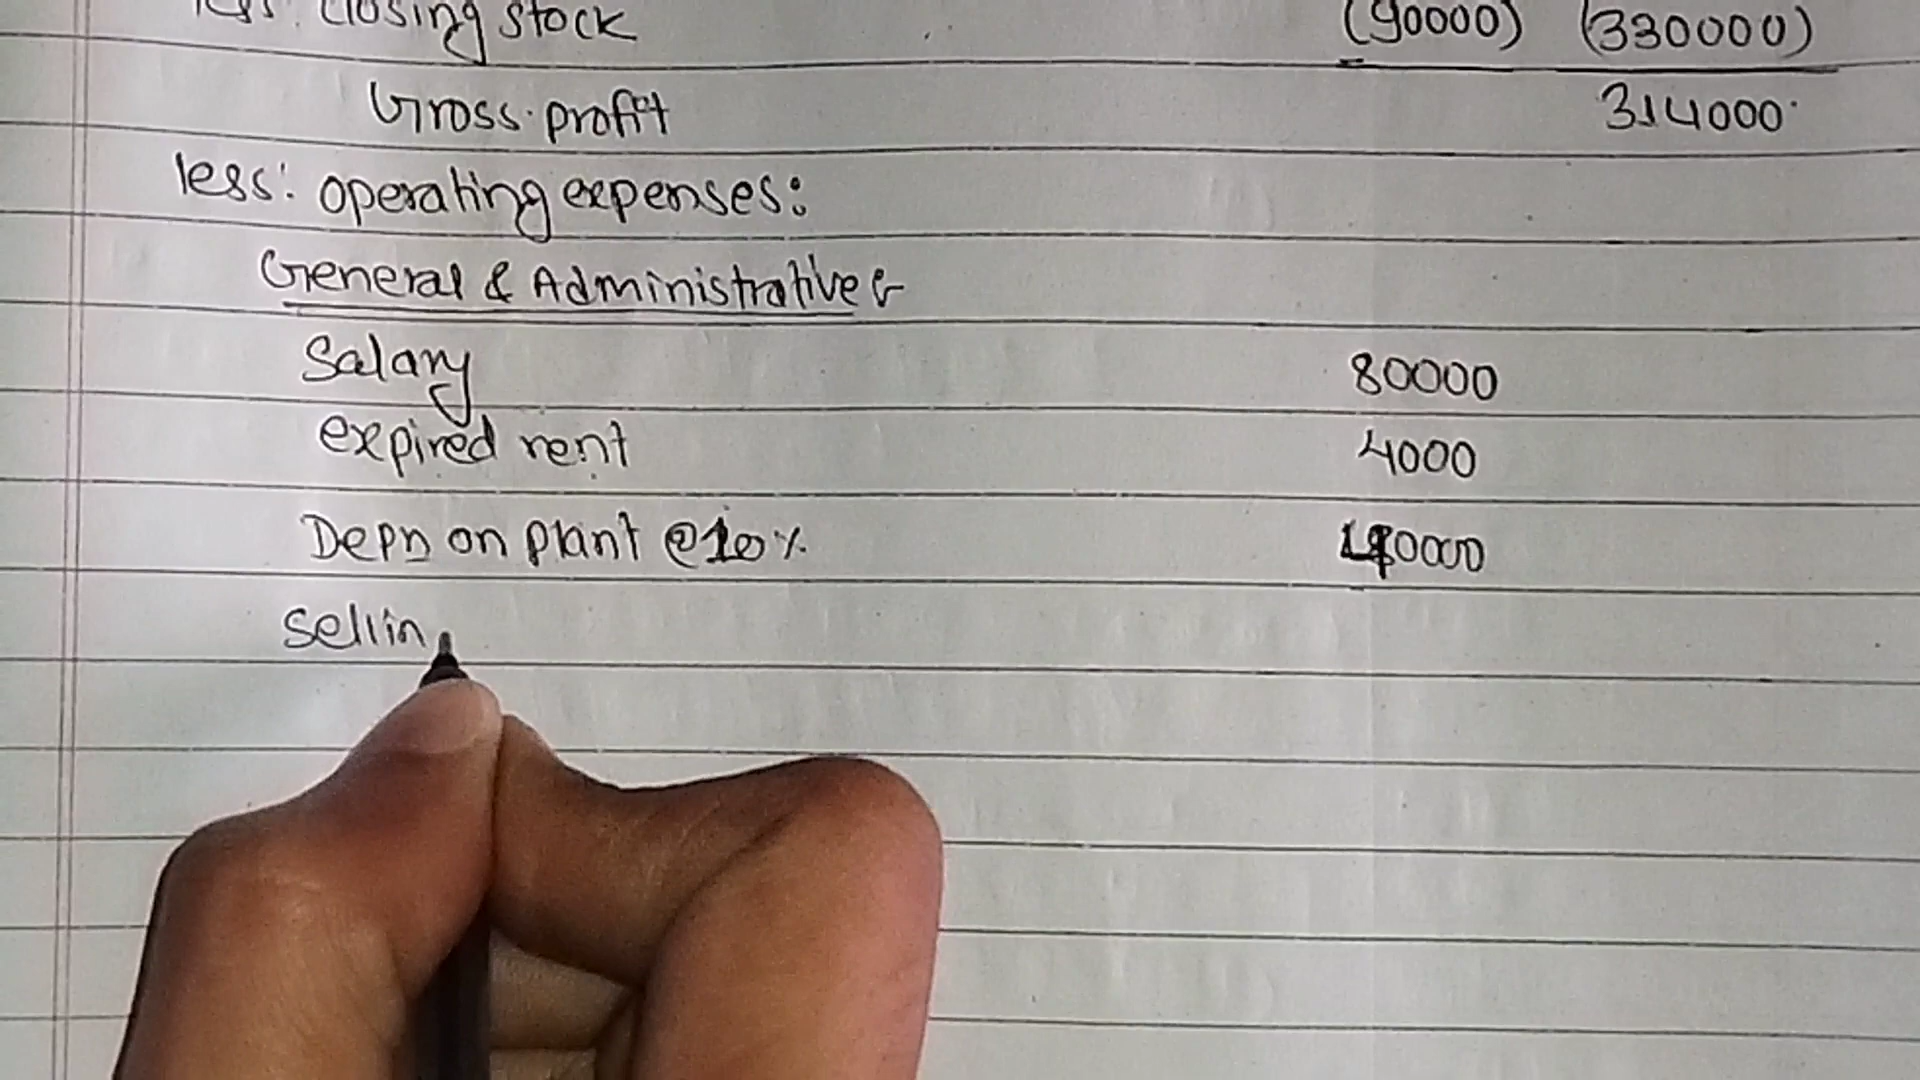 less: closing stock (90000) (330000)
Gross profit 314000
less: operating expenses:
General & Administrative:
Salary 80000
expired rent 4000
Depn on plant @10%
Sellin